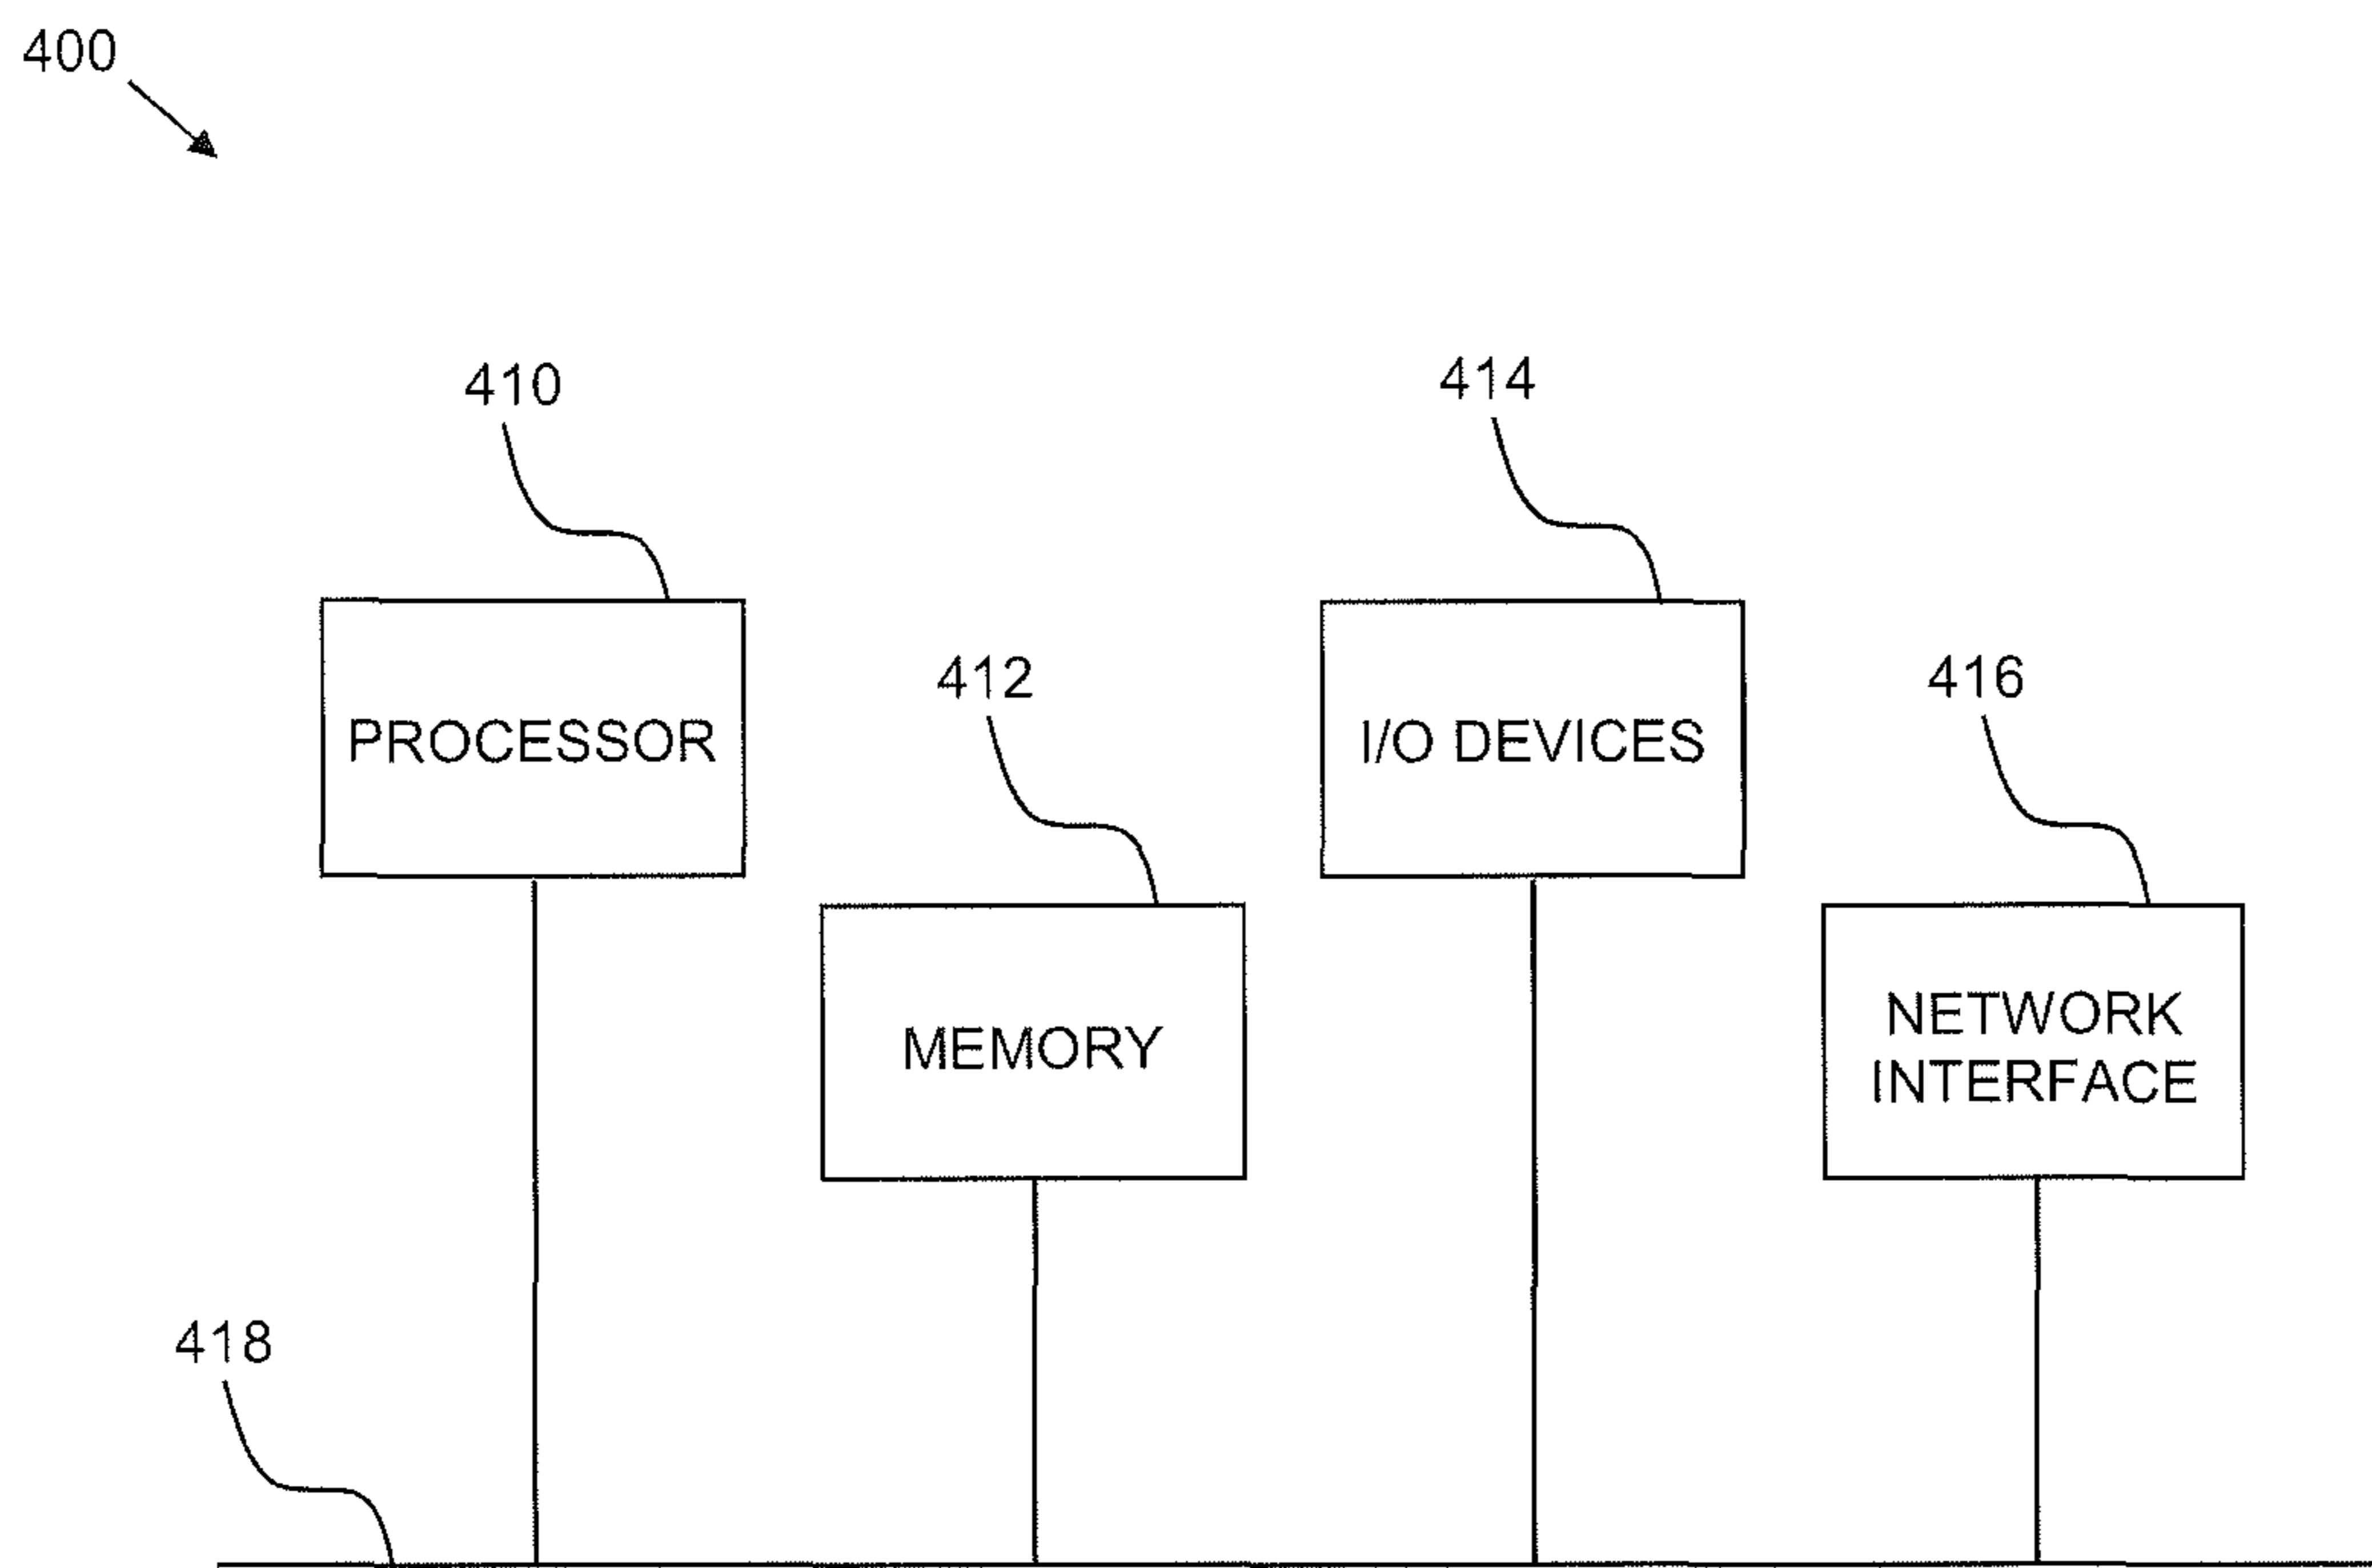 400
410
414
PROCESSOR
412
I/O DEVICES
416
MEMORY
NETWORK
INTERFACE
418